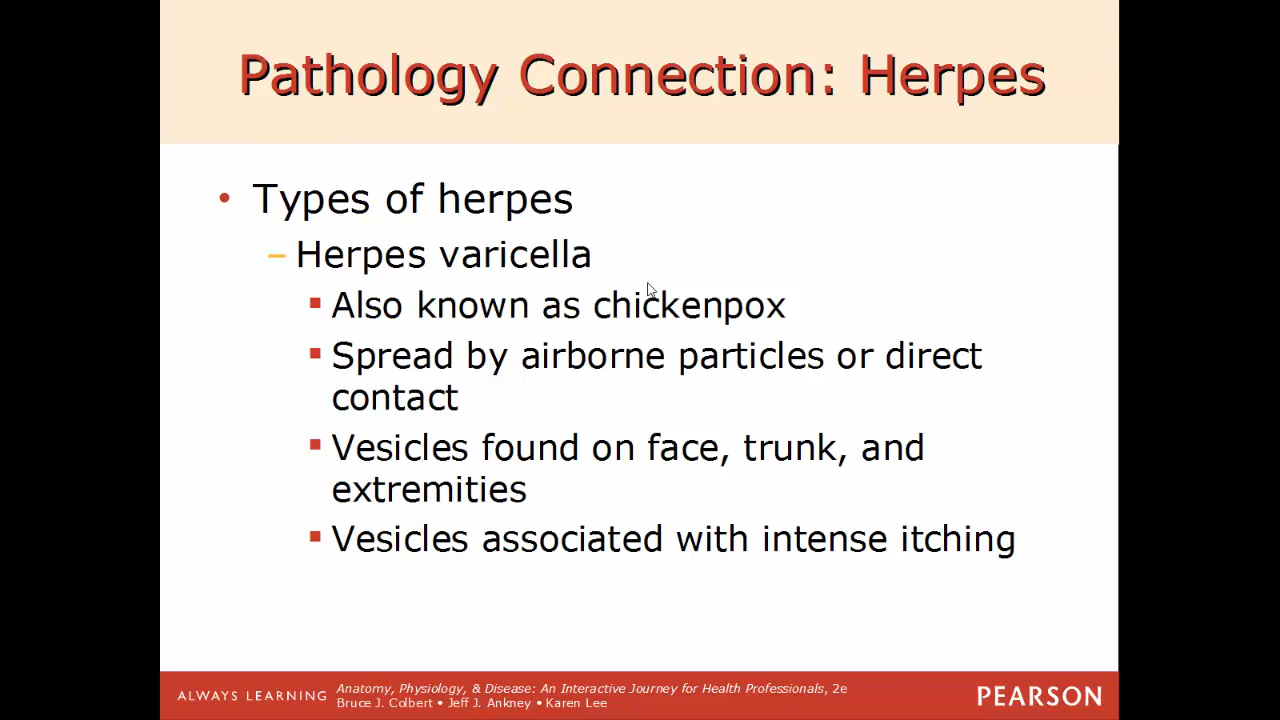 Pathology Connection: Herpes
• Types of herpes
– Herpes varicella
▪ Also known as chickenpox
▪ Spread by airborne particles or direct
contact
▪ Vesicles found on face, trunk, and
extremities
▪ Vesicles associated with intense itching
ALWAYS LEARNING
Anatomy, Physiology, & Disease: An Interactive Journey for Health Professionals, 2e
Bruce J. Colbert • Jeff J. Ankney • Karen Lee
PEARSON